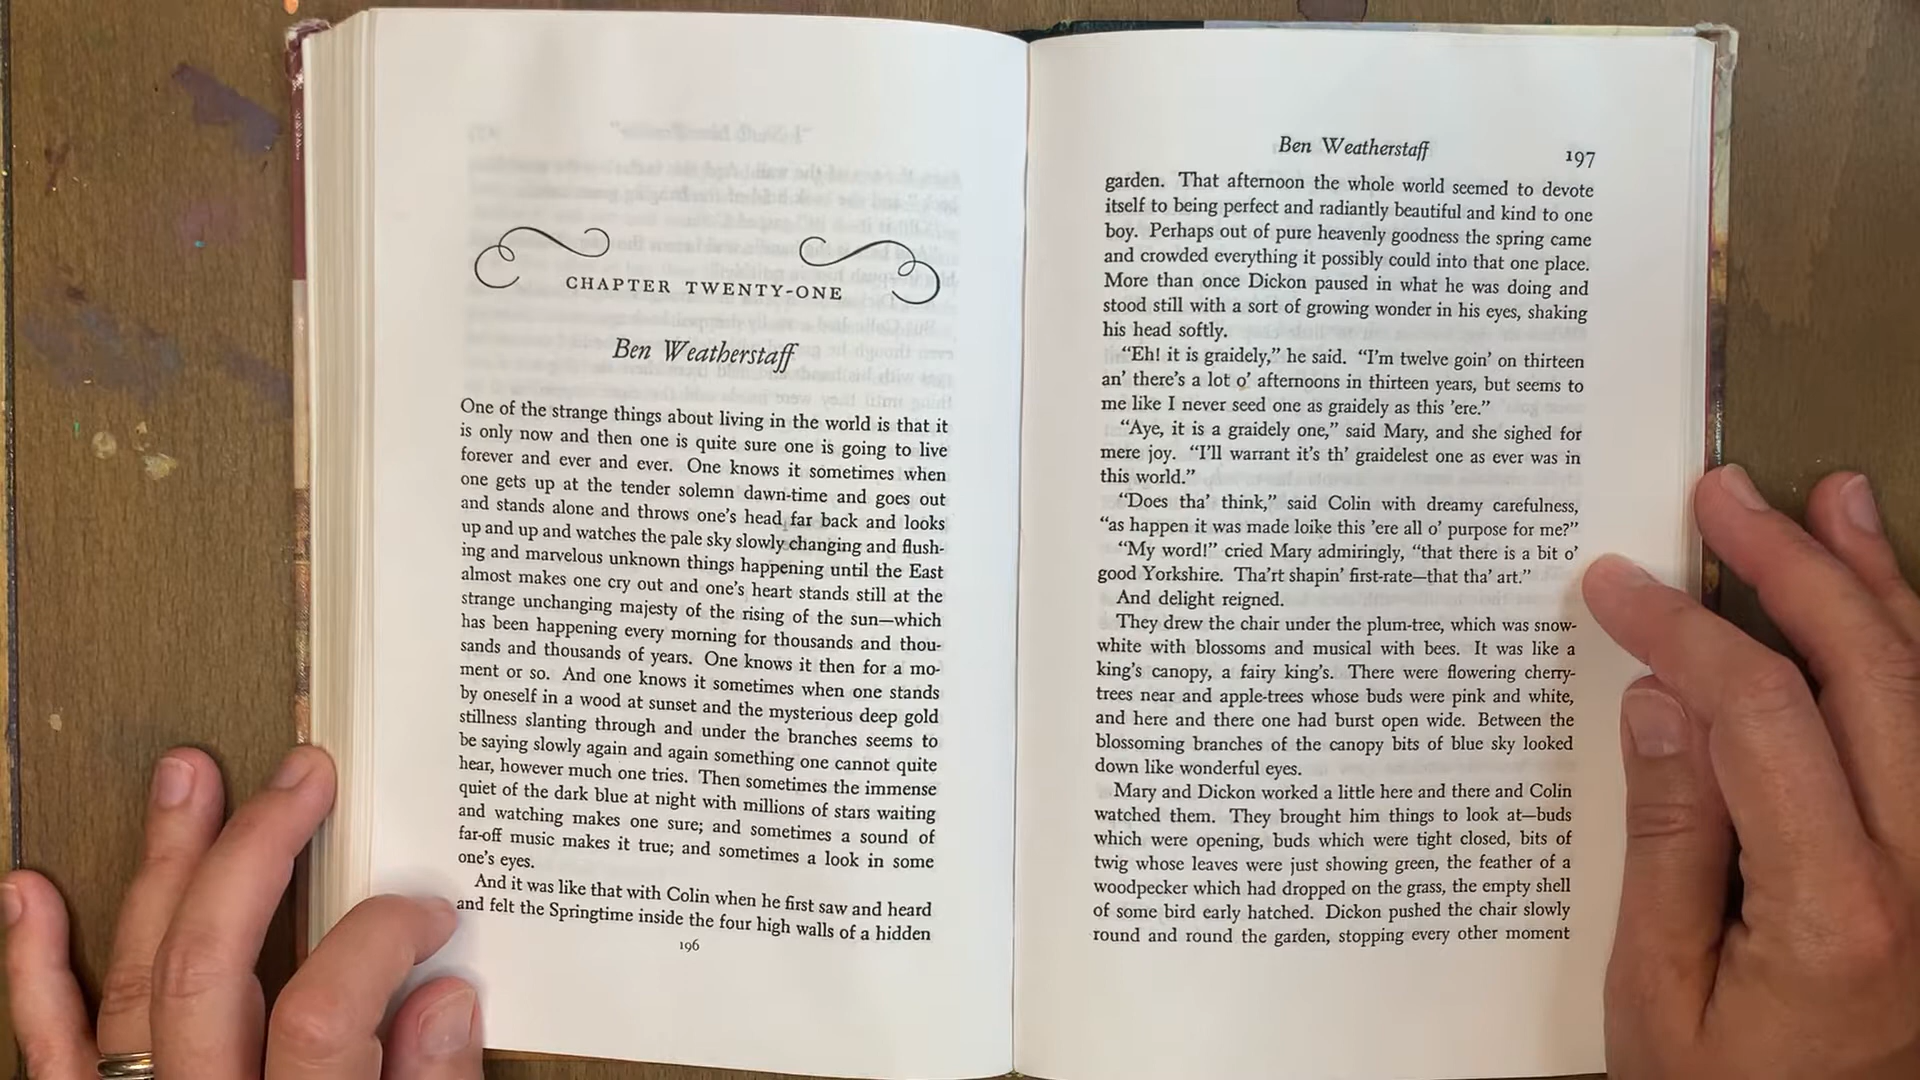 CHAPTER TWENTY-ONE
Ben Weatherstaff
One of the strange things about living in the world is that it
is only now and then one is quite sure one is going to live
forever and ever and ever. One knows it sometimes when
one gets up at the tender solemn dawn-time and goes out
and stands alone and throws one's head far back and looks
up and up and watches the pale sky slowly changing and flush-
ing and marvelous unknown things happening until the East
almost makes one cry out and one's heart stands still at the
strange unchanging majesty of the rising of the sun—which
has been happening every morning for thousands and thou-
sands and thousands of years. One knows it then for a mo-
ment or so. And one knows it sometimes when one stands
by oneself in a wood at sunset and the mysterious deep gold
stillness slanting through and under the branches seems to
be saying slowly again and again something one cannot quite
hear, however much one tries. Then sometimes the immense
quiet of the dark blue at night with millions of stars waiting
and watching makes one sure; and sometimes a sound of
far-off music makes it true; and sometimes a look in some
one's eyes.
And it was like that with Colin when he first saw and heard
and felt the Springtime inside the four high walls of a hidden
196
Ben Weatherstaff 197
garden. That afternoon the whole world seemed to devote
itself to being perfect and radiantly beautiful and kind to one
boy. Perhaps out of pure heavenly goodness the spring came
and crowded everything it possibly could into that one place.
More than once Dickon paused in what he was doing and
stood still with a sort of growing wonder in his eyes, shaking
his head softly.
“Eh! it is graidely,” he said. “I'm twelve goin' on thirteen
an' there's a lot o' afternoons in thirteen years, but seems to
me like I never seed one as graidely as this 'ere.”
“Aye, it is a graidely one,” said Mary, and she sighed for
mere joy. “I'll warrant it's th' graidelest one as ever was in
this world.”
“Does tha' think,” said Colin with dreamy carefulness,
“as happen it was made loike this 'ere all o' purpose for me?”
“My word!” cried Mary admiringly, “that there is a bit o'
good Yorkshire. Tha'rt shapin' first-rate—that tha' art.”
And delight reigned.
They drew the chair under the plum-tree, which was snow-
white with blossoms and musical with bees. It was like a
king's canopy, a fairy king's. There were flowering cherry-
trees near and apple-trees whose buds were pink and white,
and here and there one had burst open wide. Between the
blossoming branches of the canopy bits of blue sky looked
down like wonderful eyes.
Mary and Dickon worked a little here and there and Colin
watched them. They brought him things to look at—buds
which were opening, buds which were tight closed, bits of
twig whose leaves were just showing green, the feather of a
woodpecker which had dropped on the grass, the empty shell
of some bird early hatched. Dickon pushed the chair slowly
round and round the garden, stopping every other moment